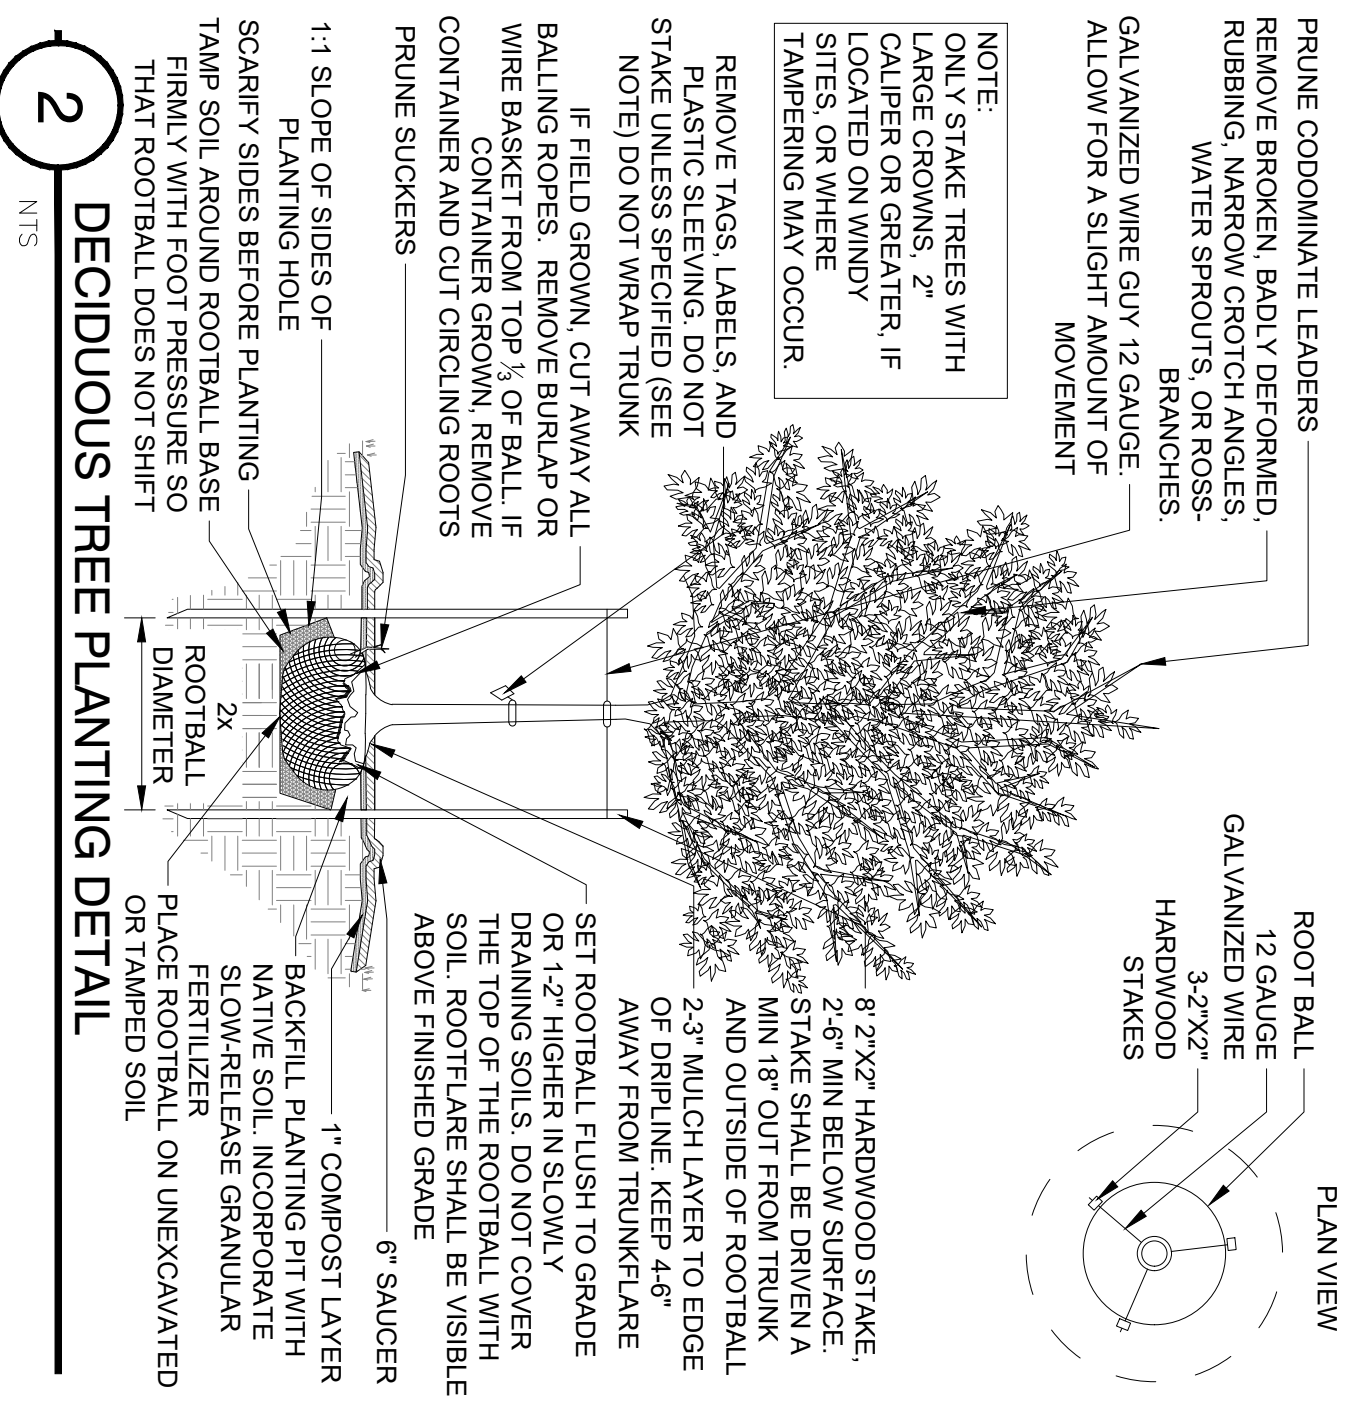 PLAN VIEW
PRUNE CODOMINATE LEADERS
REMOVE BROKEN, BADLY DEFORMED,
RUBBING, NARROW CROTCH ANGLES,
WATER SPROUTS, OR ROSS-
BRANCHES.
GALVANIZED WIRE GUY 12 GAUGE.
ALLOW FOR A SLIGHT AMOUNT OF
MOVEMENT
NOTE:
ONLY STAKE TREES WITH
LARGE CROWNS, 2"
CALIPER OR GREATER, IF
LOCATED ON WINDY
SITES, OR WHERE
TAMPERING MAY OCCUR.
REMOVE TAGS, LABELS, AND
PLASTIC SLEEVING. DO NOT
STAKE UNLESS SPECIFIED (SEE
NOTE) DO NOT WRAP TRUNK
IF FIELD GROWN, CUT AWAY ALL
BALLING ROPES. REMOVE BURLAP OR
WIRE BASKET FROM TOP ⅓ OF BALL. IF
CONTAINER GROWN, REMOVE
CONTAINER AND CUT CIRCLING ROOTS
PRUNE SUCKERS
1:1 SLOPE OF SIDES OF
PLANTING HOLE
SCARIFY SIDES BEFORE PLANTING
TAMP SOIL AROUND ROOTBALL BASE
FIRMLY WITH FOOT PRESSURE SO
THAT ROOTBALL DOES NOT SHIFT
ROOT BALL
12 GAUGE
GALVANIZED WIRE
3-2"X2"
HARDWOOD
STAKES
8' 2"X2" HARDWOOD STAKE,
2'-6" MIN BELOW SURFACE.
STAKE SHALL BE DRIVEN A
MIN 18" OUT FROM TRUNK
AND OUTSIDE OF ROOTBALL
2-3" MULCH LAYER TO EDGE
OF DRIPLINE. KEEP 4-6"
AWAY FROM TRUNKFLARE
SET ROOTBALL FLUSH TO GRADE
OR 1-2" HIGHER IN SLOWLY
DRAINING SOILS. DO NOT COVER
THE TOP OF THE ROOTBALL WITH
SOIL. ROOTFLARE SHALL BE VISIBLE
ABOVE FINISHED GRADE
6" SAUCER
1" COMPOST LAYER
BACKFILL PLANTING PIT WITH
NATIVE SOIL. INCORPORATE
SLOW-RELEASE GRANULAR
FERTILIZER
PLACE ROOTBALL ON UNEXCAVATED
OR TAMPED SOIL
2x
ROOTBALL
DIAMETER
2
DECIDUOUS TREE PLANTING DETAIL
NTS